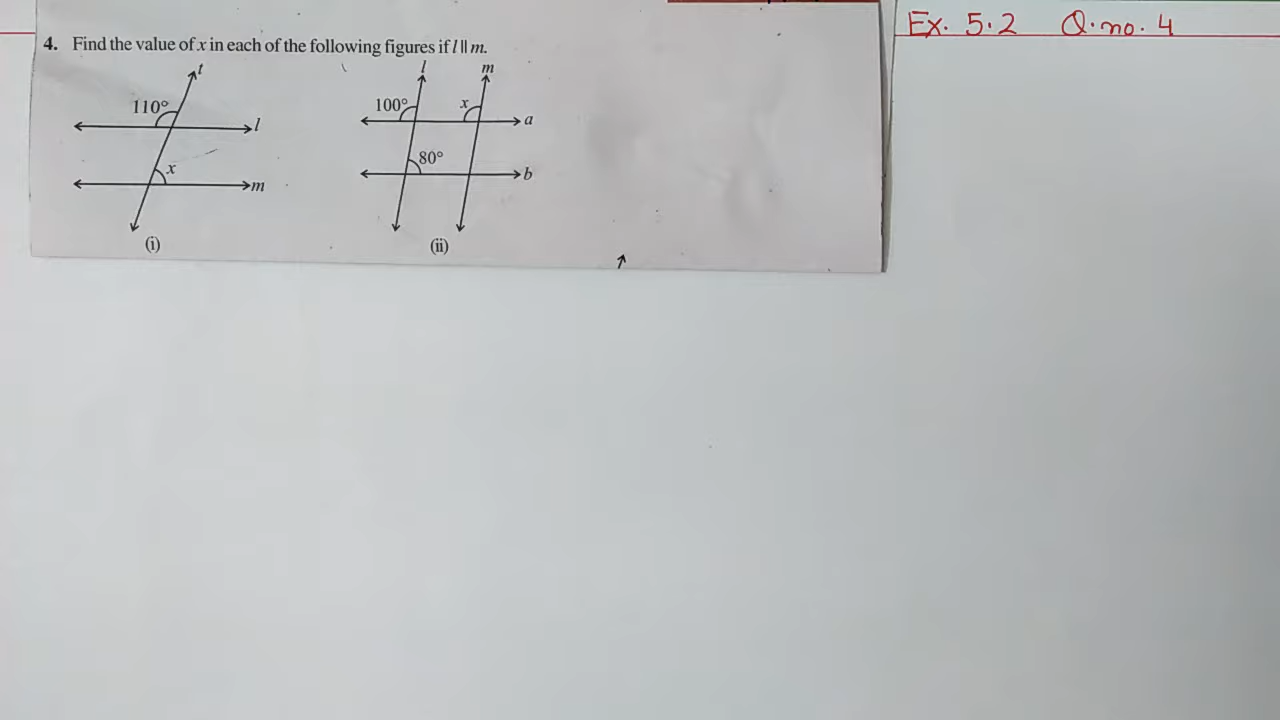 Ex. 5.2 Q.no. 4
4. Find the value of x in each of the following figures if l || m.
t
110°
l
x
m
(i)
l
m
100°
x
a
80°
b
(ii)